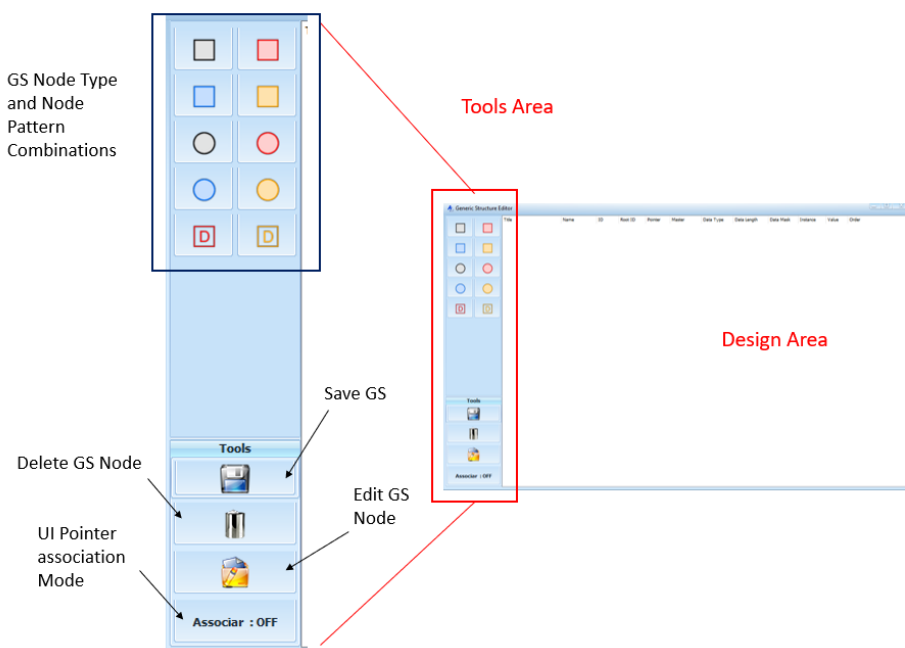 GS Node Type
and Node
Pattern
Combinations
D D
Tools Area
Generic Structure Editor
Title Name ID Root ID Pointer Master Data Type Data Length Data Mask Instance Value Order
D D
Design Area
Tools
Associar : OFF
Save GS
Delete GS Node
Edit GS
Node
UI Pointer
association
Mode
Tools
Associar : OFF